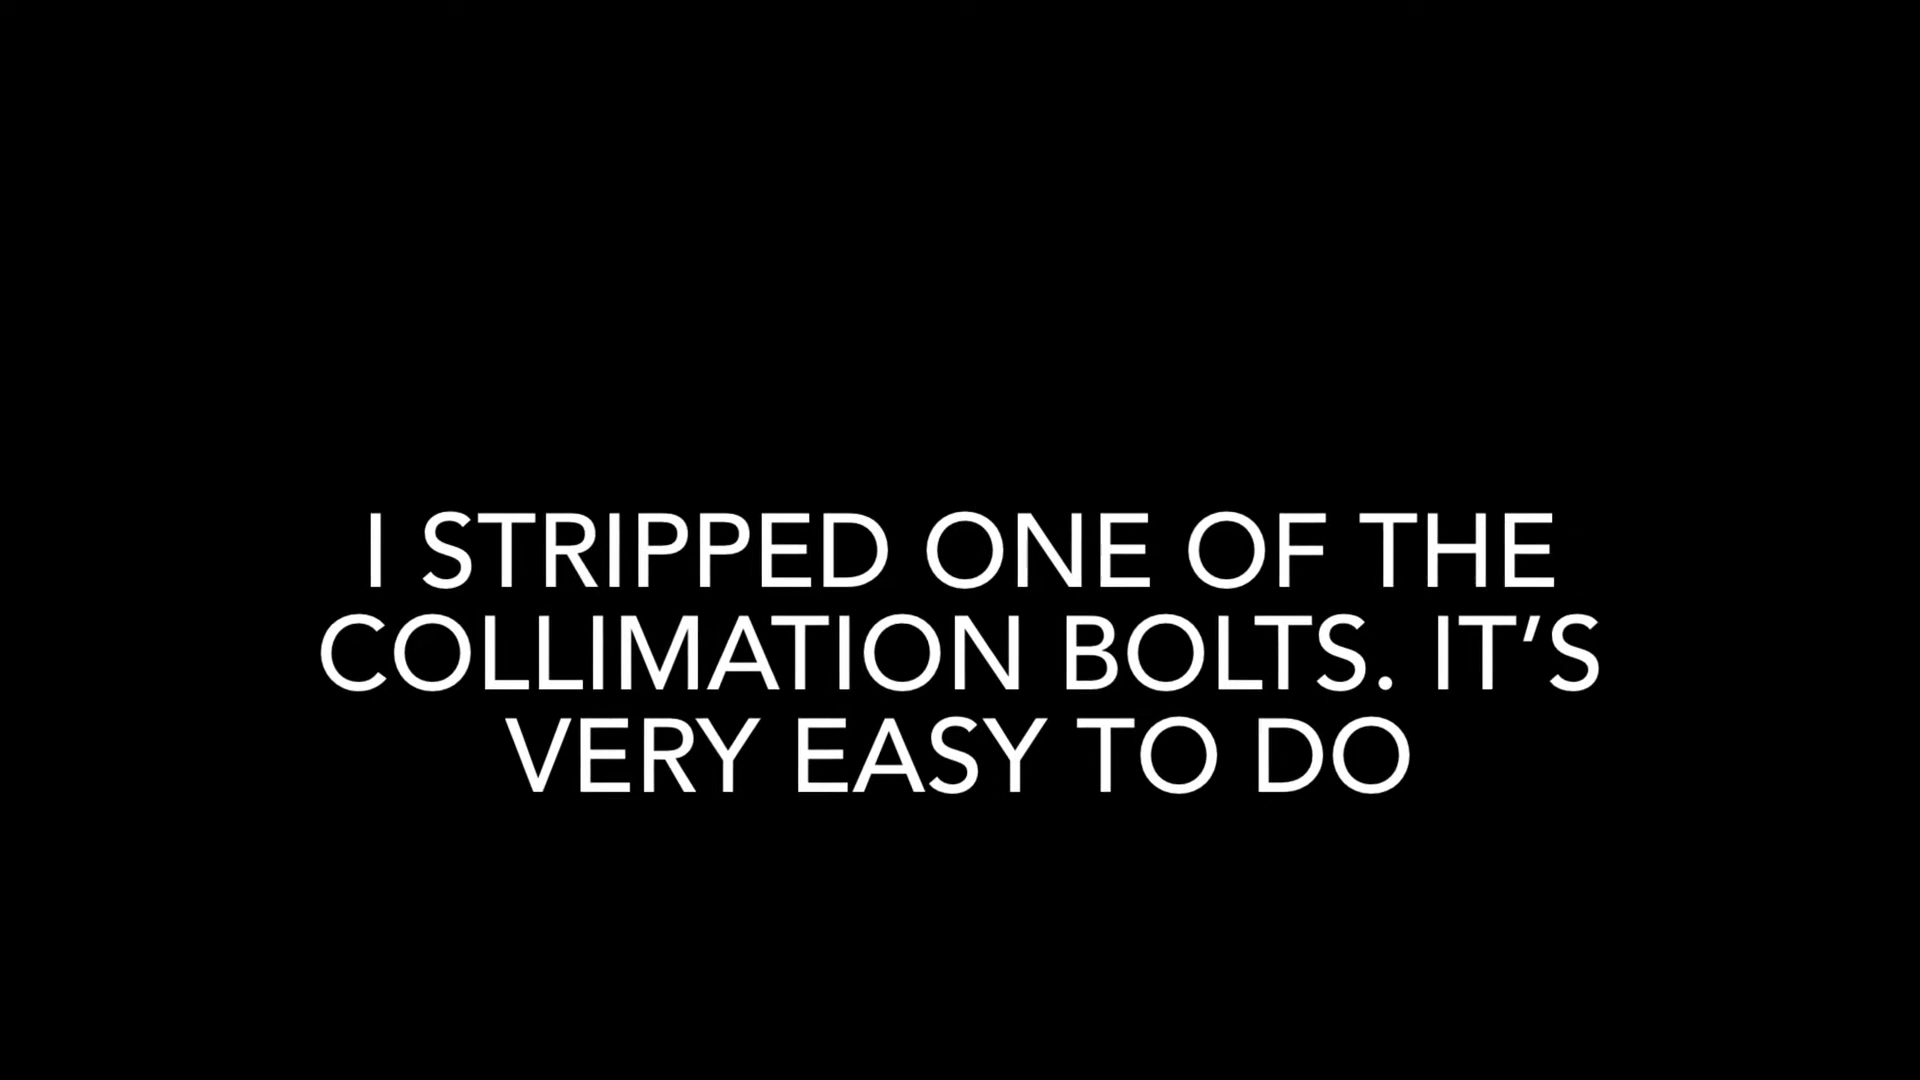 I STRIPPED ONE OF THE
COLLIMATION BOLTS. IT’S
VERY EASY TO DO